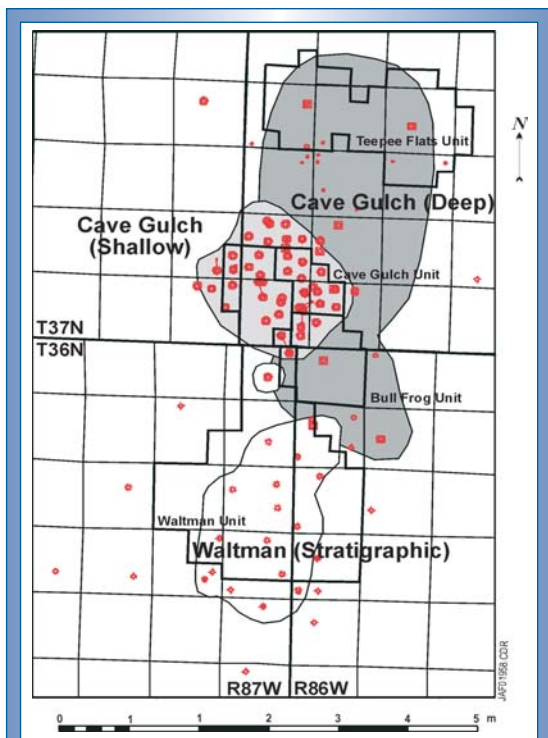 N
Teepee Flats Unit
Cave Gulch
(Deep)
Cave Gulch
(Shallow)
Cave Gulch Unit
T37N
T36N
Bull Frog Unit
Waltman Unit
Waltman (Stratigraphic)
R87W R86W
JAF01958.CDR
0 1 2 3 4 5 m